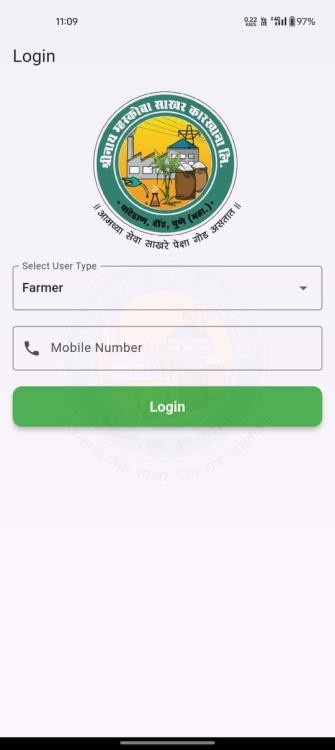 11:09
97%
Login
श्रीनाथ म्हस्कोबा साखर कारखाना लि.
• पाटेठाण, दौंड, पुणे (महा.) •
॥ आमच्या सेवा साखरे पेक्षा गोड असतात ॥
Select User Type
Farmer
Mobile Number
Login